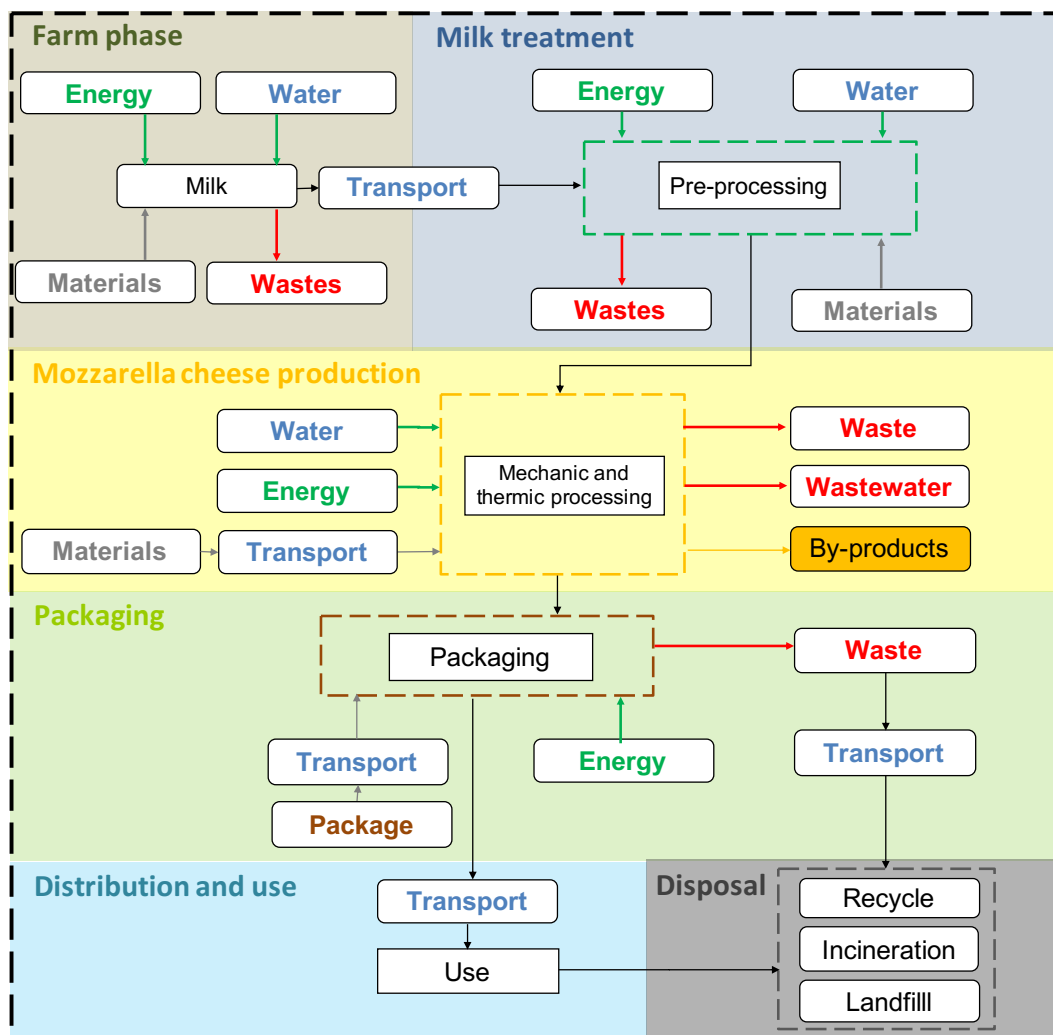 Farm phase
Energy
Water
Milk
Transport
Materials
Wastes
Milk treatment
Energy
Water
Pre-processing
Wastes
Materials
Mozzarella cheese production
Water
Energy
Materials
Transport
Mechanic and
thermic processing
Waste
Wastewater
By-products
Packaging
Packaging
Waste
Transport
Energy
Transport
Package
Distribution and use
Transport
Use
Disposal
Recycle
Incineration
Landfilll